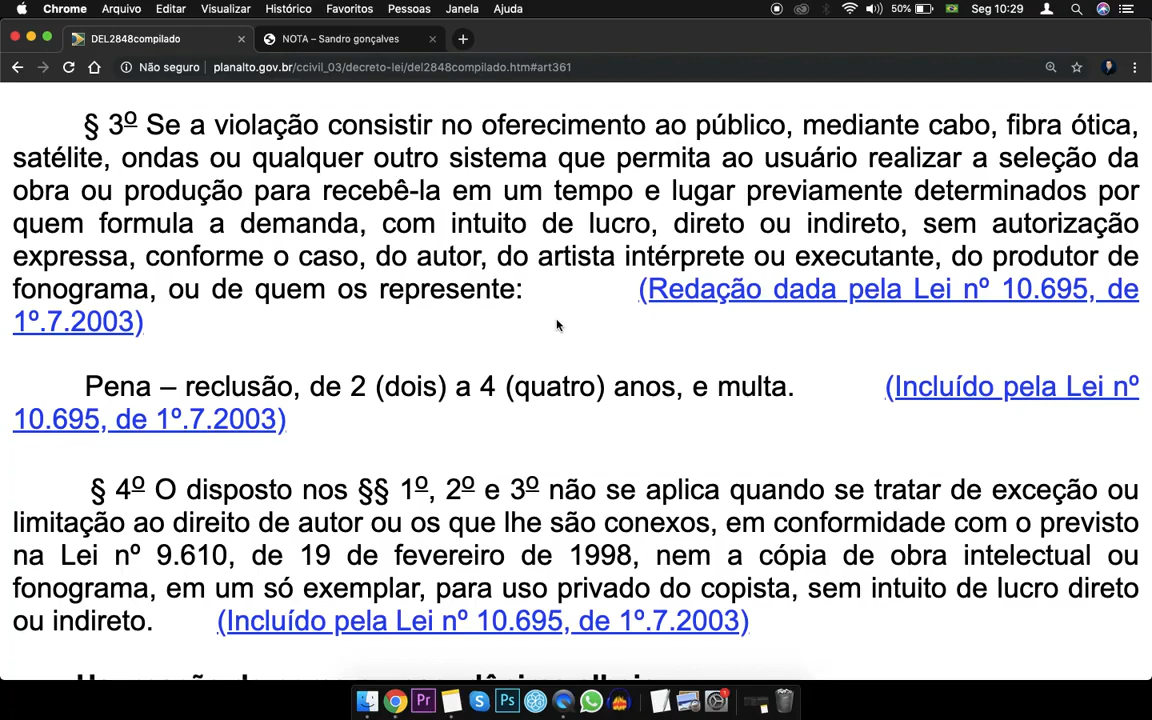 Chrome Arquivo Editar Visualizar Histórico Favoritos Pessoas Janela Ajuda 50% Seg 10:29
DEL2848compilado NOTA – Sandro gonçalves
Não seguro planalto.gov.br/ccivil_03/decreto-lei/del2848compilado.htm#art361
§ 3º Se a violação consistir no oferecimento ao público, mediante cabo, fibra ótica,
satélite, ondas ou qualquer outro sistema que permita ao usuário realizar a seleção da
obra ou produção para recebê-la em um tempo e lugar previamente determinados por
quem formula a demanda, com intuito de lucro, direto ou indireto, sem autorização
expressa, conforme o caso, do autor, do artista intérprete ou executante, do produtor de
fonograma, ou de quem os represente: (Redação dada pela Lei nº 10.695, de
1º.7.2003)
Pena – reclusão, de 2 (dois) a 4 (quatro) anos, e multa. (Incluído pela Lei nº
10.695, de 1º.7.2003)
§ 4º O disposto nos §§ 1º, 2º e 3º não se aplica quando se tratar de exceção ou
limitação ao direito de autor ou os que lhe são conexos, em conformidade com o previsto
na Lei nº 9.610, de 19 de fevereiro de 1998, nem a cópia de obra intelectual ou
fonograma, em um só exemplar, para uso privado do copista, sem intuito de lucro direto
ou indireto. (Incluído pela Lei nº 10.695, de 1º.7.2003)
Pr Ps